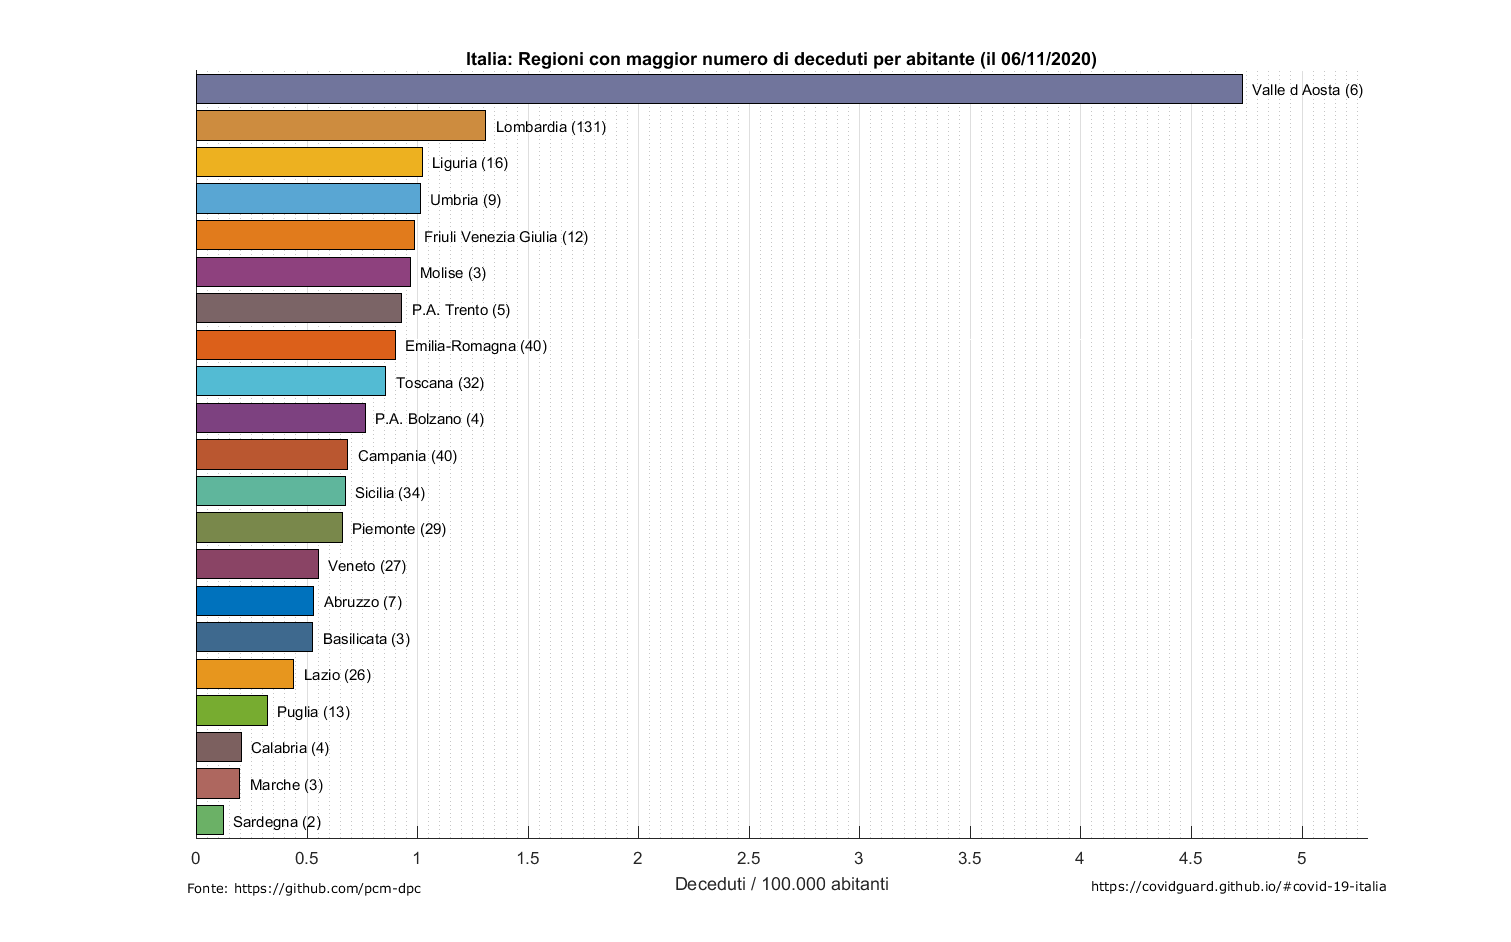 Italia: Regioni con maggior numero di deceduti per abitante (il 06/11/2020)
Valle d Aosta (6)
Lombardia (131)
Liguria (16)
Umbria (9)
Friuli Venezia Giulia (12)
Molise (3)
P.A. Trento (5)
Emilia-Romagna (40)
Toscana (32)
P.A. Bolzano (4)
Campania (40)
Sicilia (34)
Piemonte (29)
Veneto (27)
Abruzzo (7)
Basilicata (3)
Lazio (26)
Puglia (13)
Calabria (4)
Marche (3)
Sardegna (2)
0 0.5 1 1.5 2 2.5 3 3.5 4 4.5 5
Deceduti / 100.000 abitanti
Fonte: https://github.com/pcm-dpc
https://covidguard.github.io/#covid-19-italia